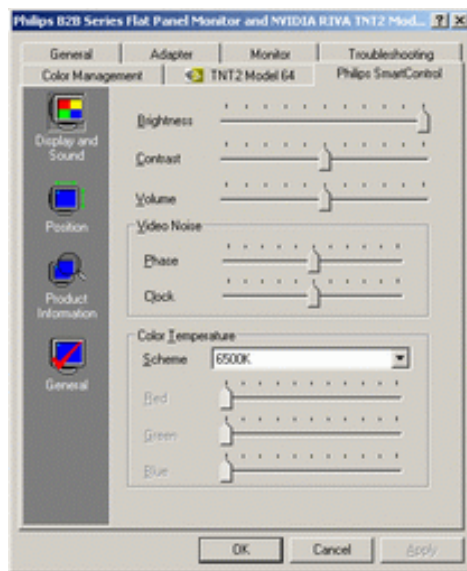 Philips B2B Series Flat Panel Monitor and NVIDIA RIVA TNT2 Mod...
General Adapter Monitor Troubleshooting
Color Management TNT2 Model 64 Philips SmartControl
Display and
Sound
Position
Product
Information
General
Brightness
Contrast
Volume
Video Noise
Phase
Clock
Color Temperature
Scheme 6500K
Red
Green
Blue
OK Cancel Apply